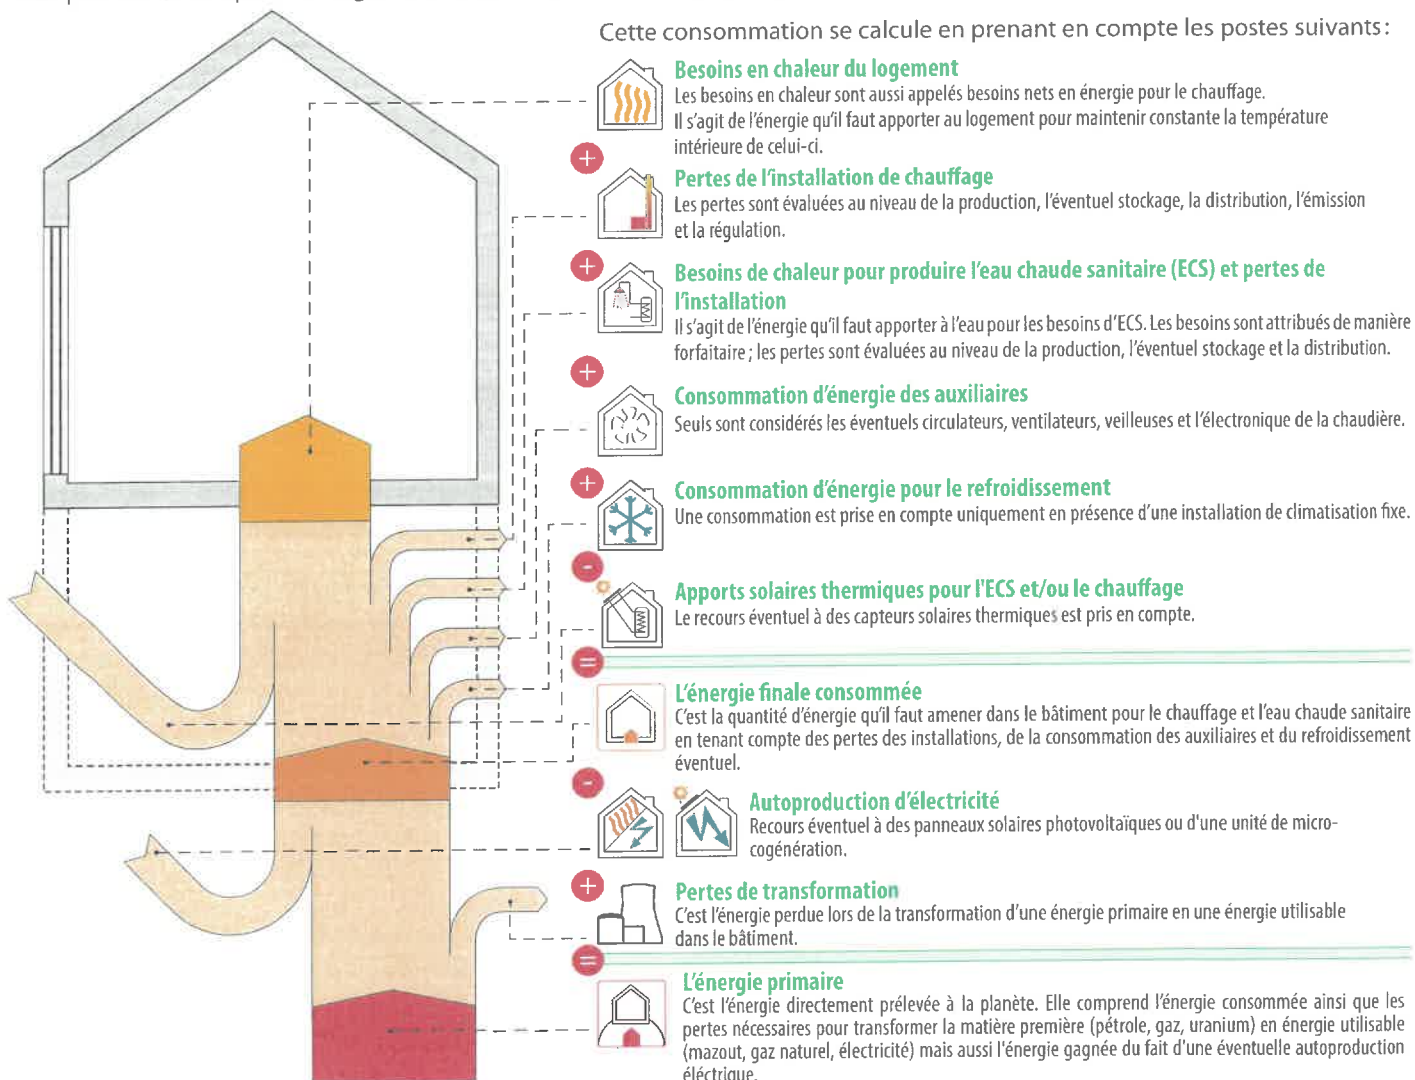 Cette consommation se calcule en prenant en compte les postes suivants :
Besoins en chaleur du logement
Les besoins en chaleur sont aussi appelés besoins nets en énergie pour le chauffage.
Il s'agit de l'énergie qu'il faut apporter au logement pour maintenir constante la température
intérieure de celui-ci.
+
Pertes de l'installation de chauffage
Les pertes sont évaluées au niveau de la production, l'éventuel stockage, la distribution, l'émission
et la régulation.
+
Besoins de chaleur pour produire l'eau chaude sanitaire (ECS) et pertes de
l'installation
Il s'agit de l'énergie qu'il faut apporter à l'eau pour les besoins d'ECS. Les besoins sont attribués de manière
forfaitaire ; les pertes sont évaluées au niveau de la production, l'éventuel stockage et la distribution.
+
Consommation d'énergie des auxiliaires
Seuls sont considérés les éventuels circulateurs, ventilateurs, veilleuses et l'électronique de la chaudière.
+
Consommation d'énergie pour le refroidissement
Une consommation est prise en compte uniquement en présence d'une installation de climatisation fixe.
-
Apports solaires thermiques pour l'ECS et/ou le chauffage
Le recours éventuel à des capteurs solaires thermiques est pris en compte.
=
L'énergie finale consommée
C'est la quantité d'énergie qu'il faut amener dans le bâtiment pour le chauffage et l'eau chaude sanitaire
en tenant compte des pertes des installations, de la consommation des auxiliaires et du refroidissement
éventuel.
-
Autoproduction d'électricité
Recours éventuel à des panneaux solaires photovoltaïques ou d'une unité de micro-
cogénération.
+
Pertes de transformation
C'est l'énergie perdue lors de la transformation d'une énergie primaire en une énergie utilisable
dans le bâtiment.
=
L'énergie primaire
C'est l'énergie directement prélevée à la planète. Elle comprend l'énergie consommée ainsi que les
pertes nécessaires pour transformer la matière première (pétrole, gaz, uranium) en énergie utilisable
(mazout, gaz naturel, électricité) mais aussi l'énergie gagnée du fait d'une éventuelle autoproduction
éléctrique.